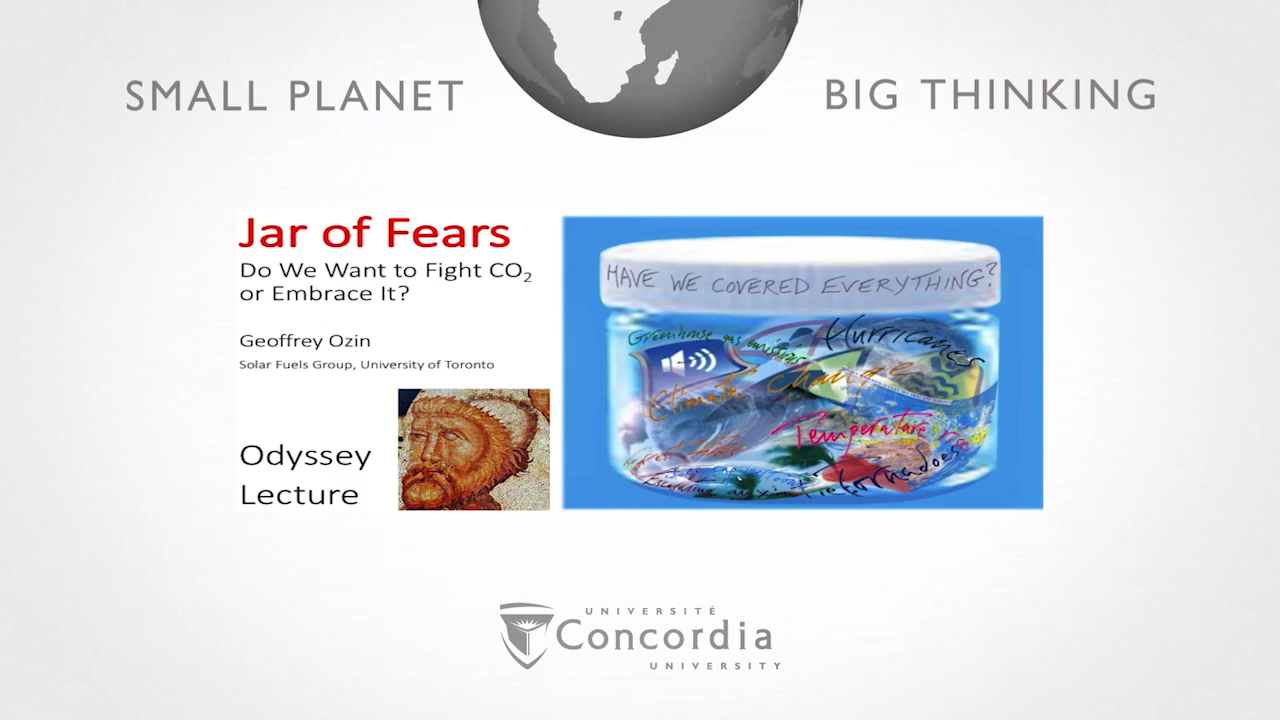 SMALL PLANET
BIG THINKING
Jar of Fears
Do We Want to Fight CO₂
or Embrace It?
Geoffrey Ozin
Solar Fuels Group, University of Toronto
Odyssey
Lecture
HAVE WE COVERED EVERYTHING?
Greenhouse gas emissions
Hurricanes
Climate change
Temperature rise
tornadoes
UNIVERSITÉ
Concordia
UNIVERSITY